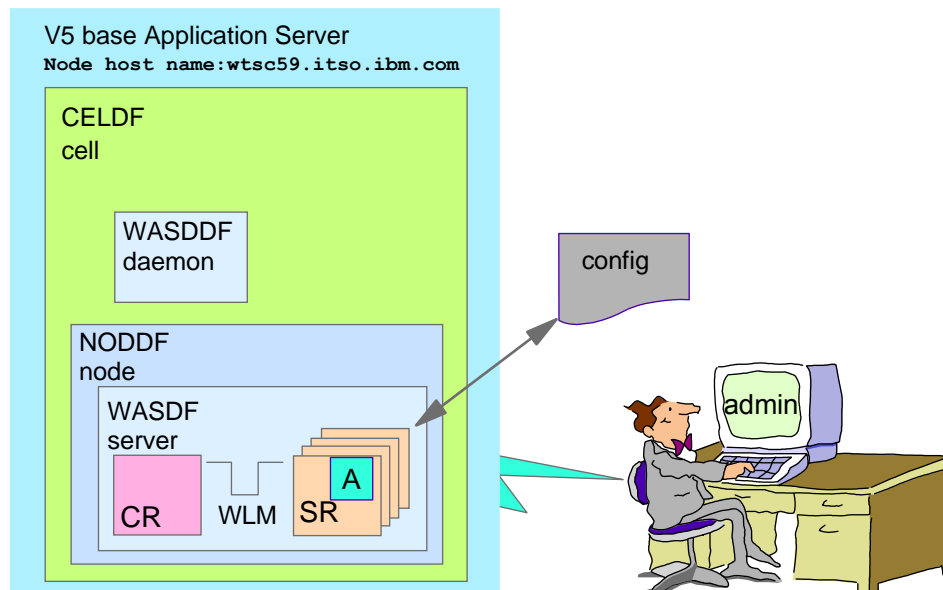 V5 base Application Server
Node host name:wtsc59.itso.ibm.com
CELDF
cell
WASDDF
daemon
config
NODDF
node
WASDF
server
admin
A
CR
WLM
SR